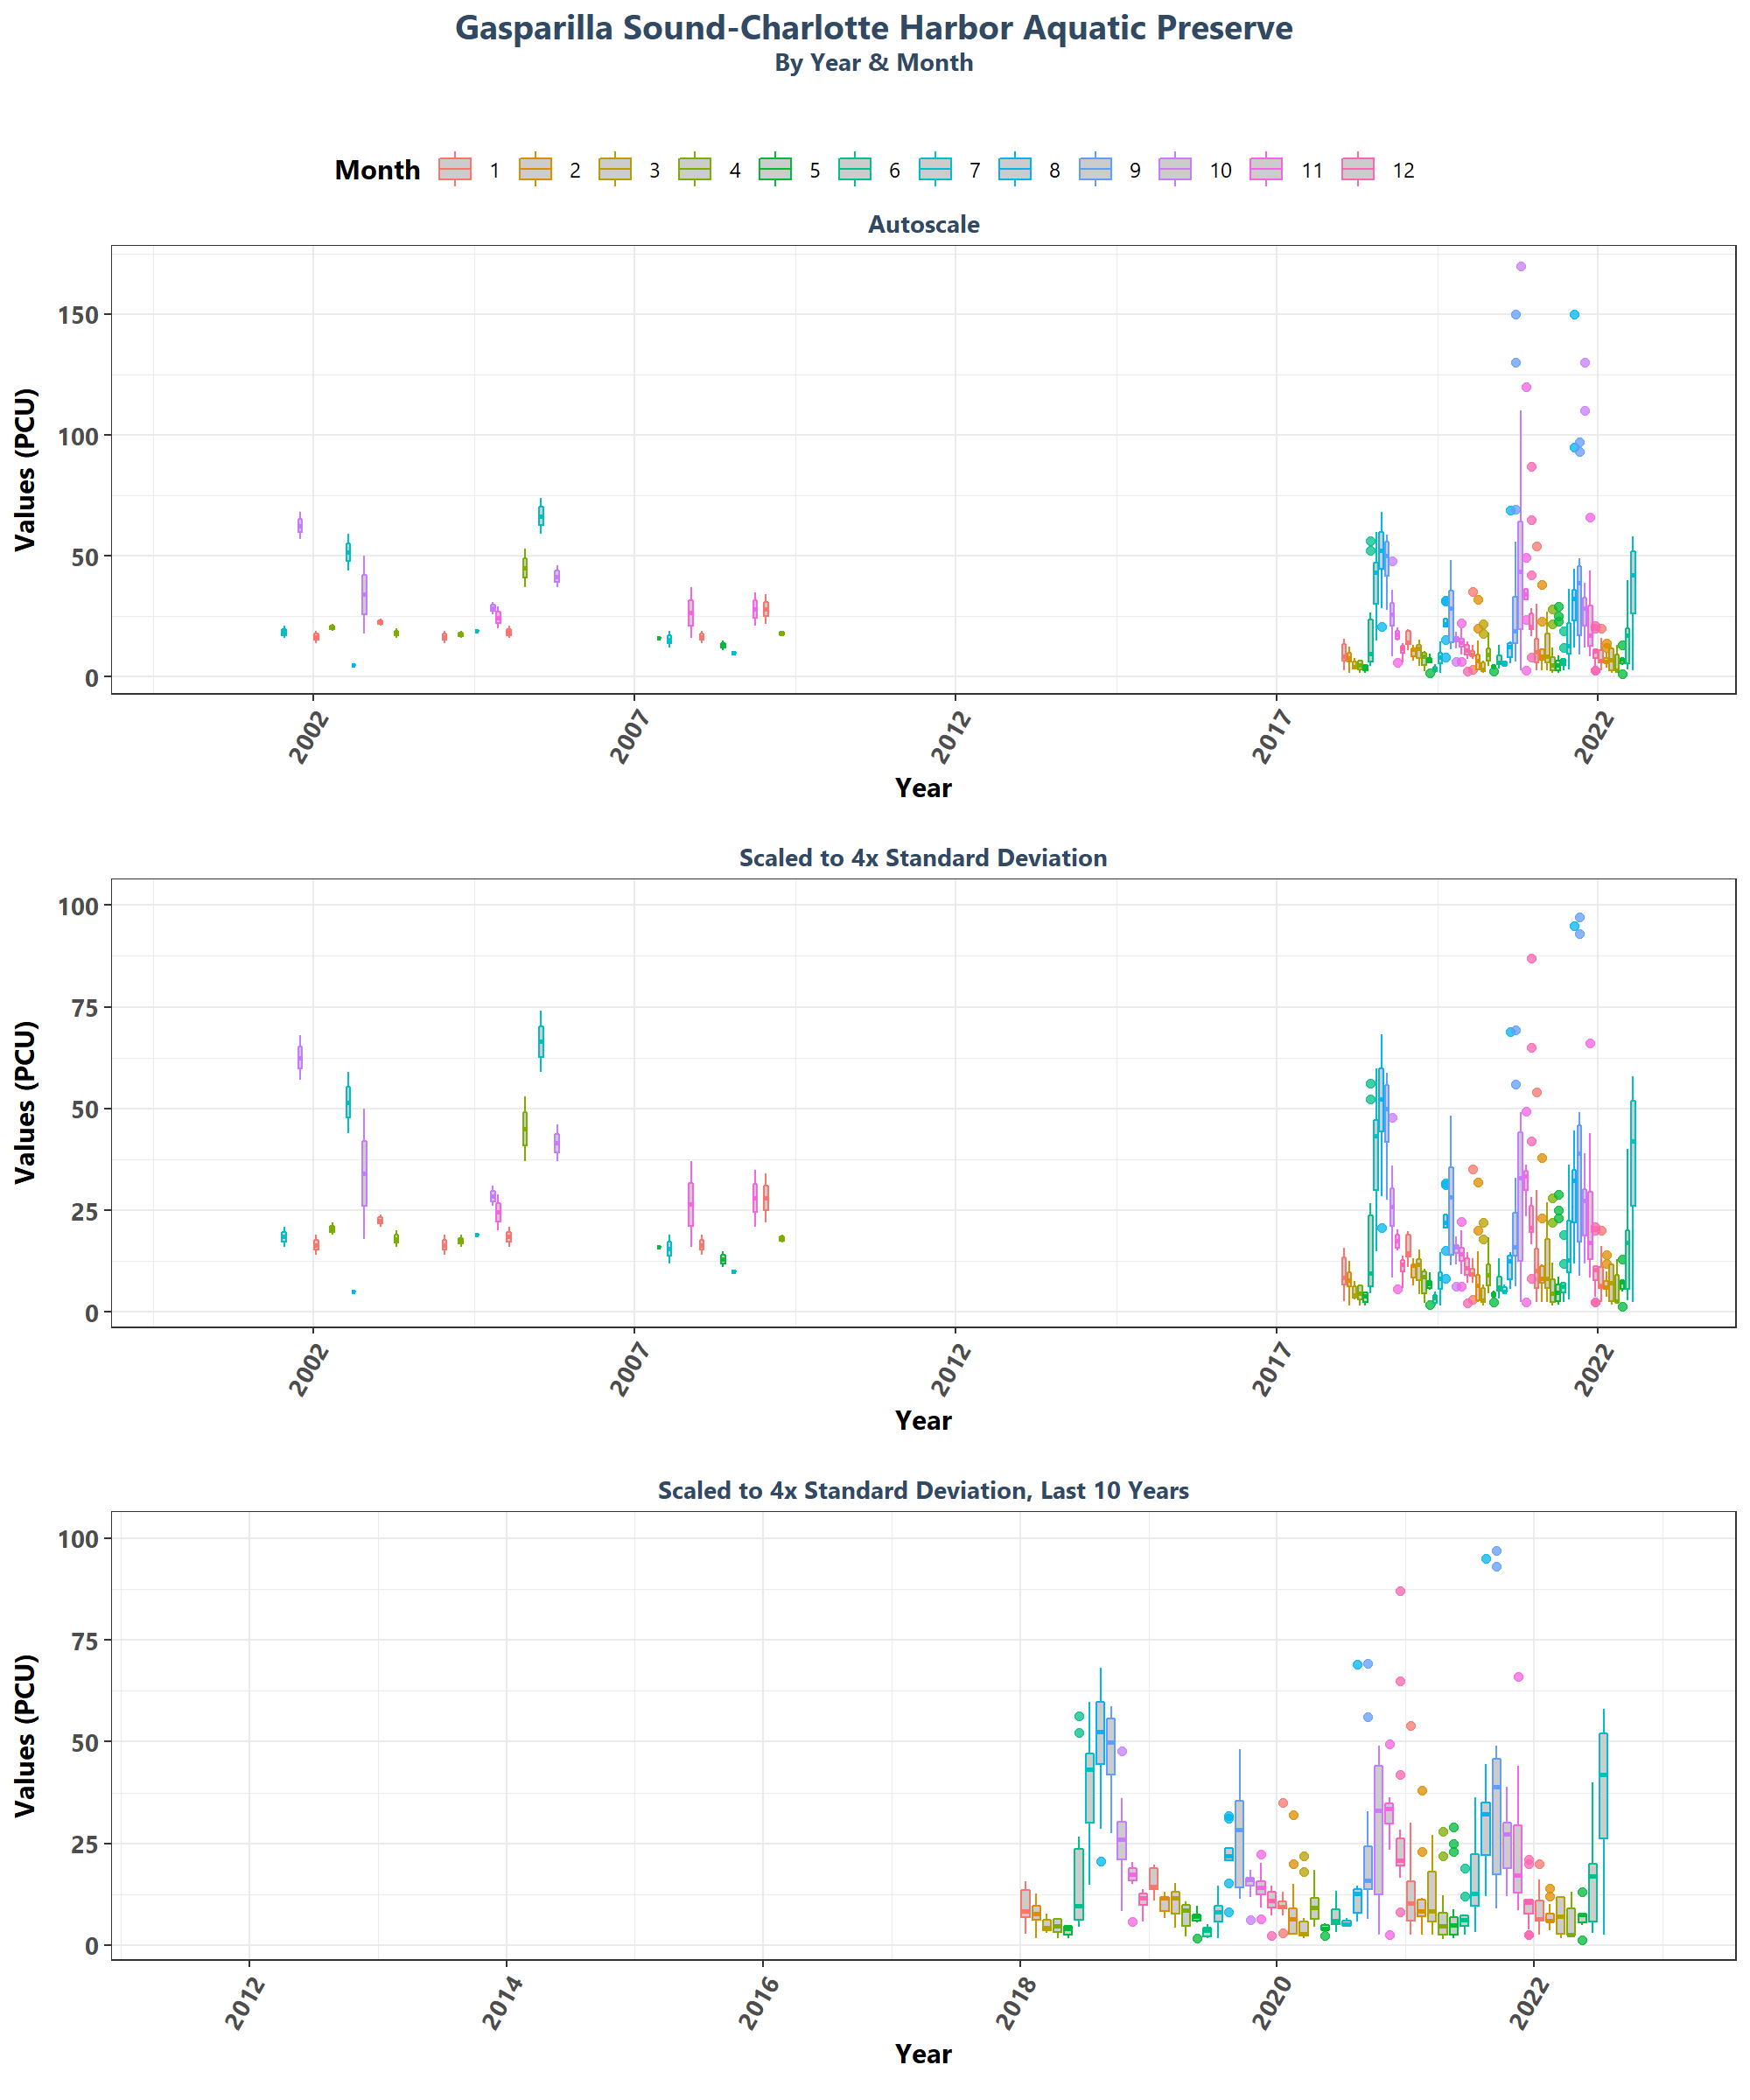 Gasparilla Sound-Charlotte Harbor Aquatic Preserve
By Year & Month
Month 1 2 3 4 5 6 7 8 9 10 11 12
Autoscale
Values (PCU)
150
100
50
0
2002 2007 2012 2017 2022
Year
Scaled to 4x Standard Deviation
Values (PCU)
100
75
50
25
0
2002 2007 2012 2017 2022
Year
Scaled to 4x Standard Deviation, Last 10 Years
Values (PCU)
100
75
50
25
0
2012 2014 2016 2018 2020 2022
Year